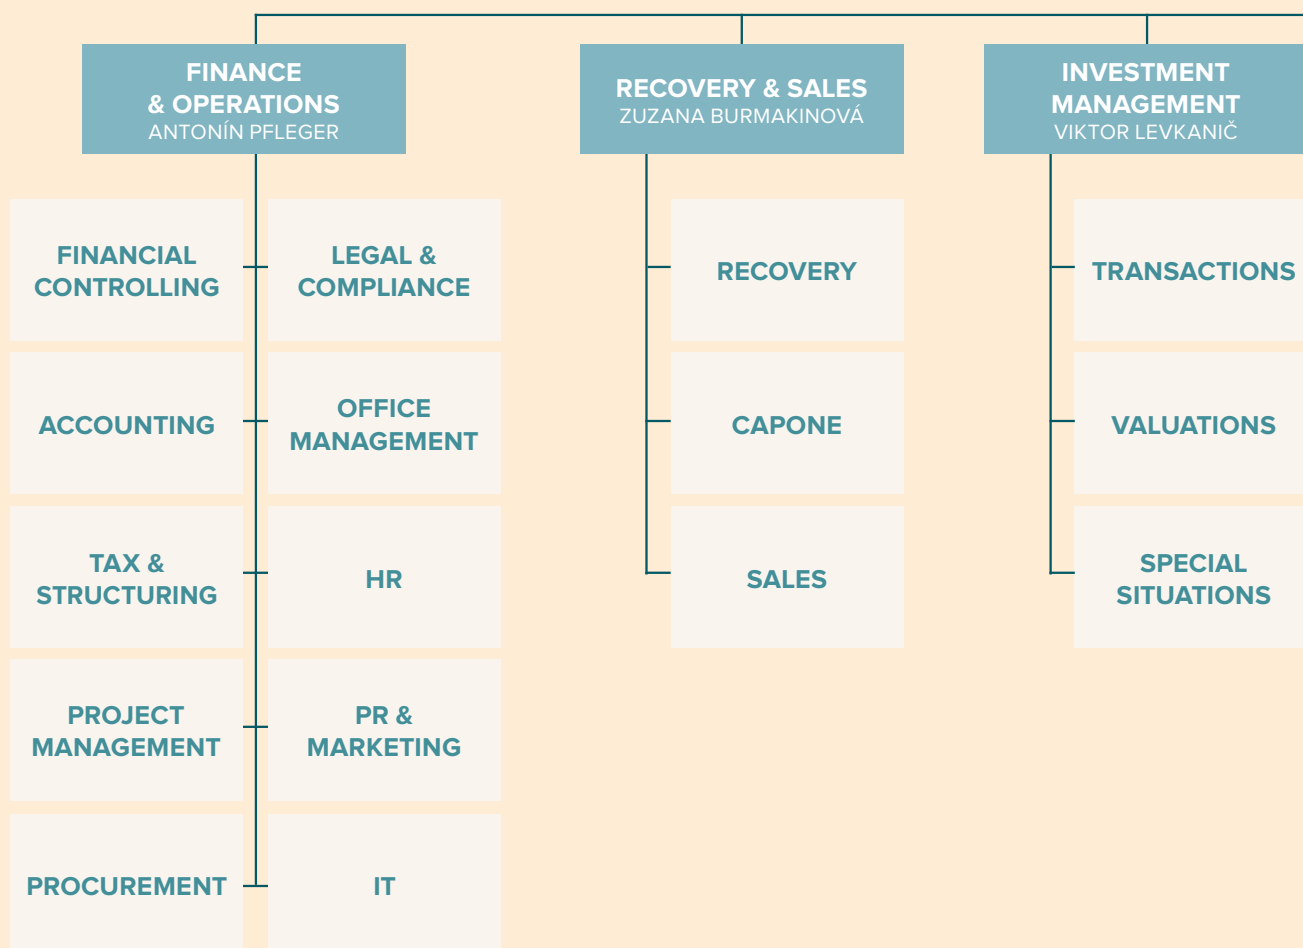 FINANCE
& OPERATIONS
ANTONÍN PFLEGER
RECOVERY & SALES
ZUZANA BURMAKINOVÁ
INVESTMENT
MANAGEMENT
VIKTOR LEVKANIČ
FINANCIAL
CONTROLLING
LEGAL &
COMPLIANCE
RECOVERY
TRANSACTIONS
ACCOUNTING
OFFICE
MANAGEMENT
CAPONE
VALUATIONS
TAX &
STRUCTURING
HR
SALES
SPECIAL
SITUATIONS
PROJECT
MANAGEMENT
PR &
MARKETING
PROCUREMENT
IT